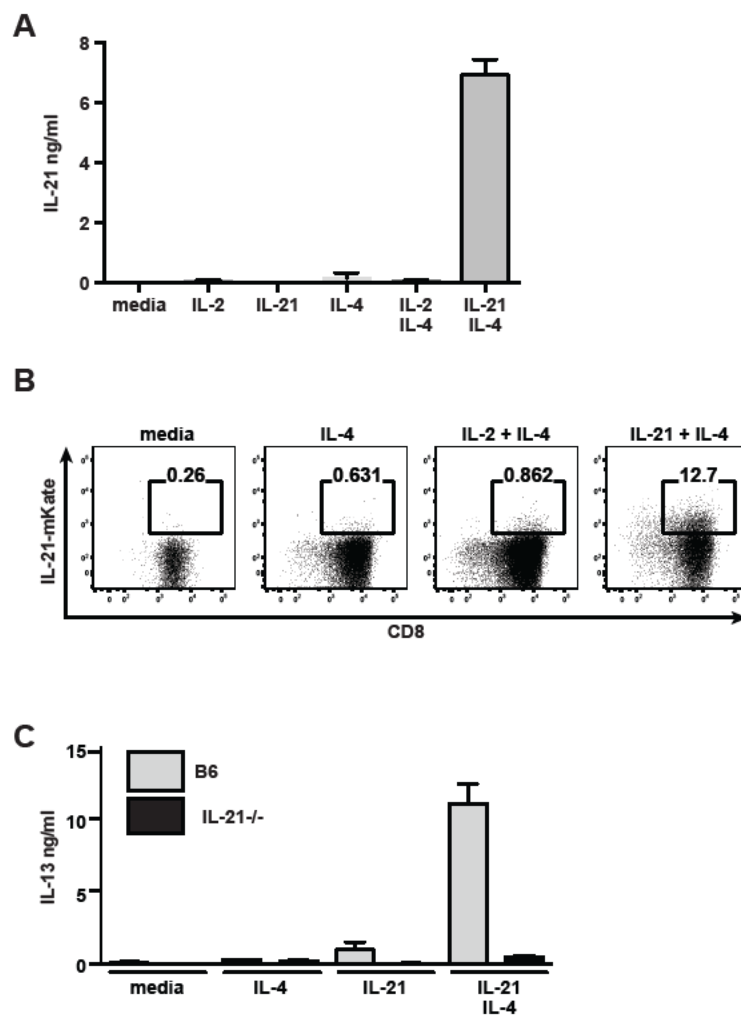 A
8
6
4
2
0
IL-21 ng/ml
media IL-2 IL-21 IL-4 IL-2 IL-21
IL-4 IL-4
B
media IL-4 IL-2 + IL-4 IL-21 + IL-4
0.26 0.631 0.862 12.7
IL-21-mKate
CD8
C
15
10
5
0
IL-13 ng/ml
B6
IL-21-/-
media IL-4 IL-21 IL-21
IL-4